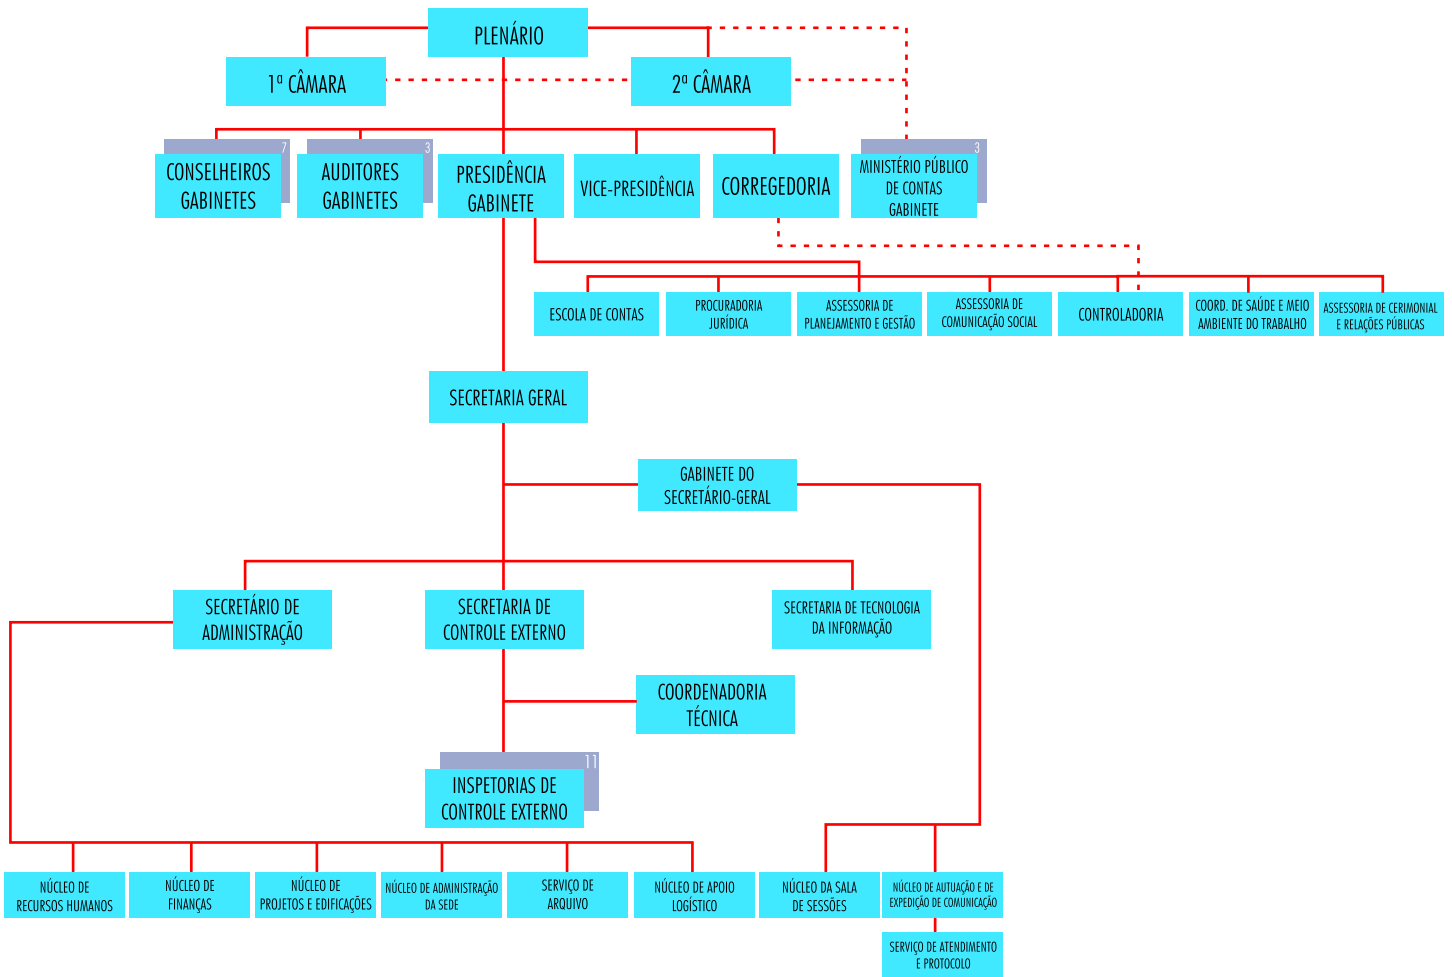 PLENÁRIO
1ª CÂMARA
2ª CÂMARA
7
CONSELHEIROS
GABINETES
3
AUDITORES
GABINETES
PRESIDÊNCIA
GABINETE
VICE-PRESIDÊNCIA
CORREGEDORIA
3
MINISTÉRIO PÚBLICO
DE CONTAS
GABINETE
ESCOLA DE CONTAS
PROCURADORIA
JURÍDICA
ASSESSORIA DE
PLANEJAMENTO E GESTÃO
ASSESSORIA DE
COMUNICAÇÃO SOCIAL
CONTROLADORIA
COORD. DE SAÚDE E MEIO
AMBIENTE DO TRABALHO
ASSESSORIA DE CERIMONIAL
E RELAÇÕES PÚBLICAS
SECRETARIA GERAL
GABINETE DO
SECRETÁRIO-GERAL
SECRETÁRIO DE
ADMINISTRAÇÃO
SECRETARIA DE
CONTROLE EXTERNO
SECRETARIA DE TECNOLOGIA
DA INFORMAÇÃO
COORDENADORIA
TÉCNICA
11
INSPETORIAS DE
CONTROLE EXTERNO
NÚCLEO DE
RECURSOS HUMANOS
NÚCLEO DE
FINANÇAS
NÚCLEO DE
PROJETOS E EDIFICAÇÕES
NÚCLEO DE ADMINISTRAÇÃO
DA SEDE
SERVIÇO DE
ARQUIVO
NÚCLEO DE APOIO
LOGÍSTICO
NÚCLEO DA SALA
DE SESSÕES
NÚCLEO DE AUTUAÇÃO E DE
EXPEDIÇÃO DE COMUNICAÇÃO
SERVIÇO DE ATENDIMENTO
E PROTOCOLO